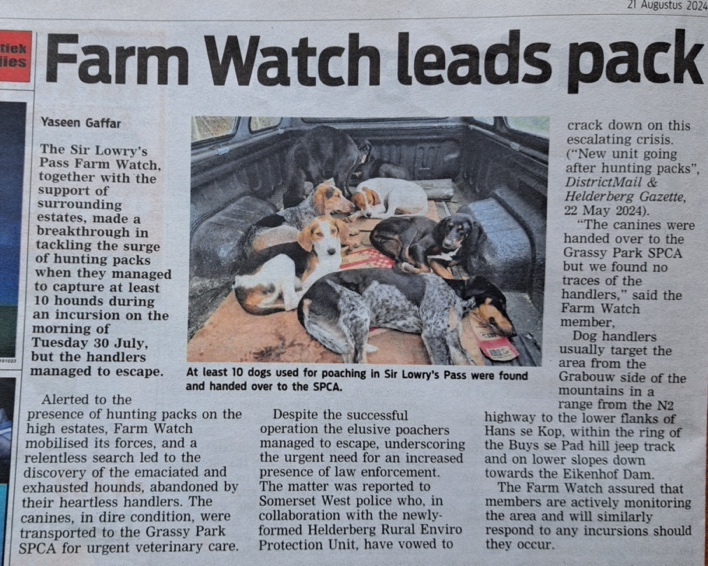 21 Augustus 2024
tiek
lies
Farm Watch leads pack
Yaseen Gaffar
The Sir Lowry's
Pass Farm Watch,
together with the
support of
surrounding
estates, made a
breakthrough in
tackling the surge
of hunting packs
when they managed
to capture at least
10 hounds during
an incursion on the
morning of
Tuesday 30 July,
but the handlers
managed to escape.
At least 10 dogs used for poaching in Sir Lowry's Pass were found
and handed over to the SPCA.
Alerted to the
presence of hunting packs on the
high estates, Farm Watch
mobilised its forces, and a
relentless search led to the
discovery of the emaciated and
exhausted hounds, abandoned by
their heartless handlers. The
canines, in dire condition, were
transported to the Grassy Park
SPCA for urgent veterinary care.
Despite the successful
operation the elusive poachers
managed to escape, underscoring
the urgent need for an increased
presence of law enforcement.
The matter was reported to
Somerset West police who, in
collaboration with the newly-
formed Helderberg Rural Enviro
Protection Unit, have vowed to
crack down on this
escalating crisis.
("New unit going
after hunting packs",
DistrictMail &
Helderberg Gazette,
22 May 2024).
"The canines were
handed over to the
Grassy Park SPCA
but we found no
traces of the
handlers," said the
Farm Watch
member,
Dog handlers
usually target the
area from the
Grabouw side of the
mountains in a
range from the N2
highway to the lower flanks of
Hans se Kop, within the ring of
the Buys se Pad hill jeep track
and on lower slopes down
towards the Eikenhof Dam.
The Farm Watch assured that
members are actively monitoring
the area and will similarly
respond to any incursions should
they occur.